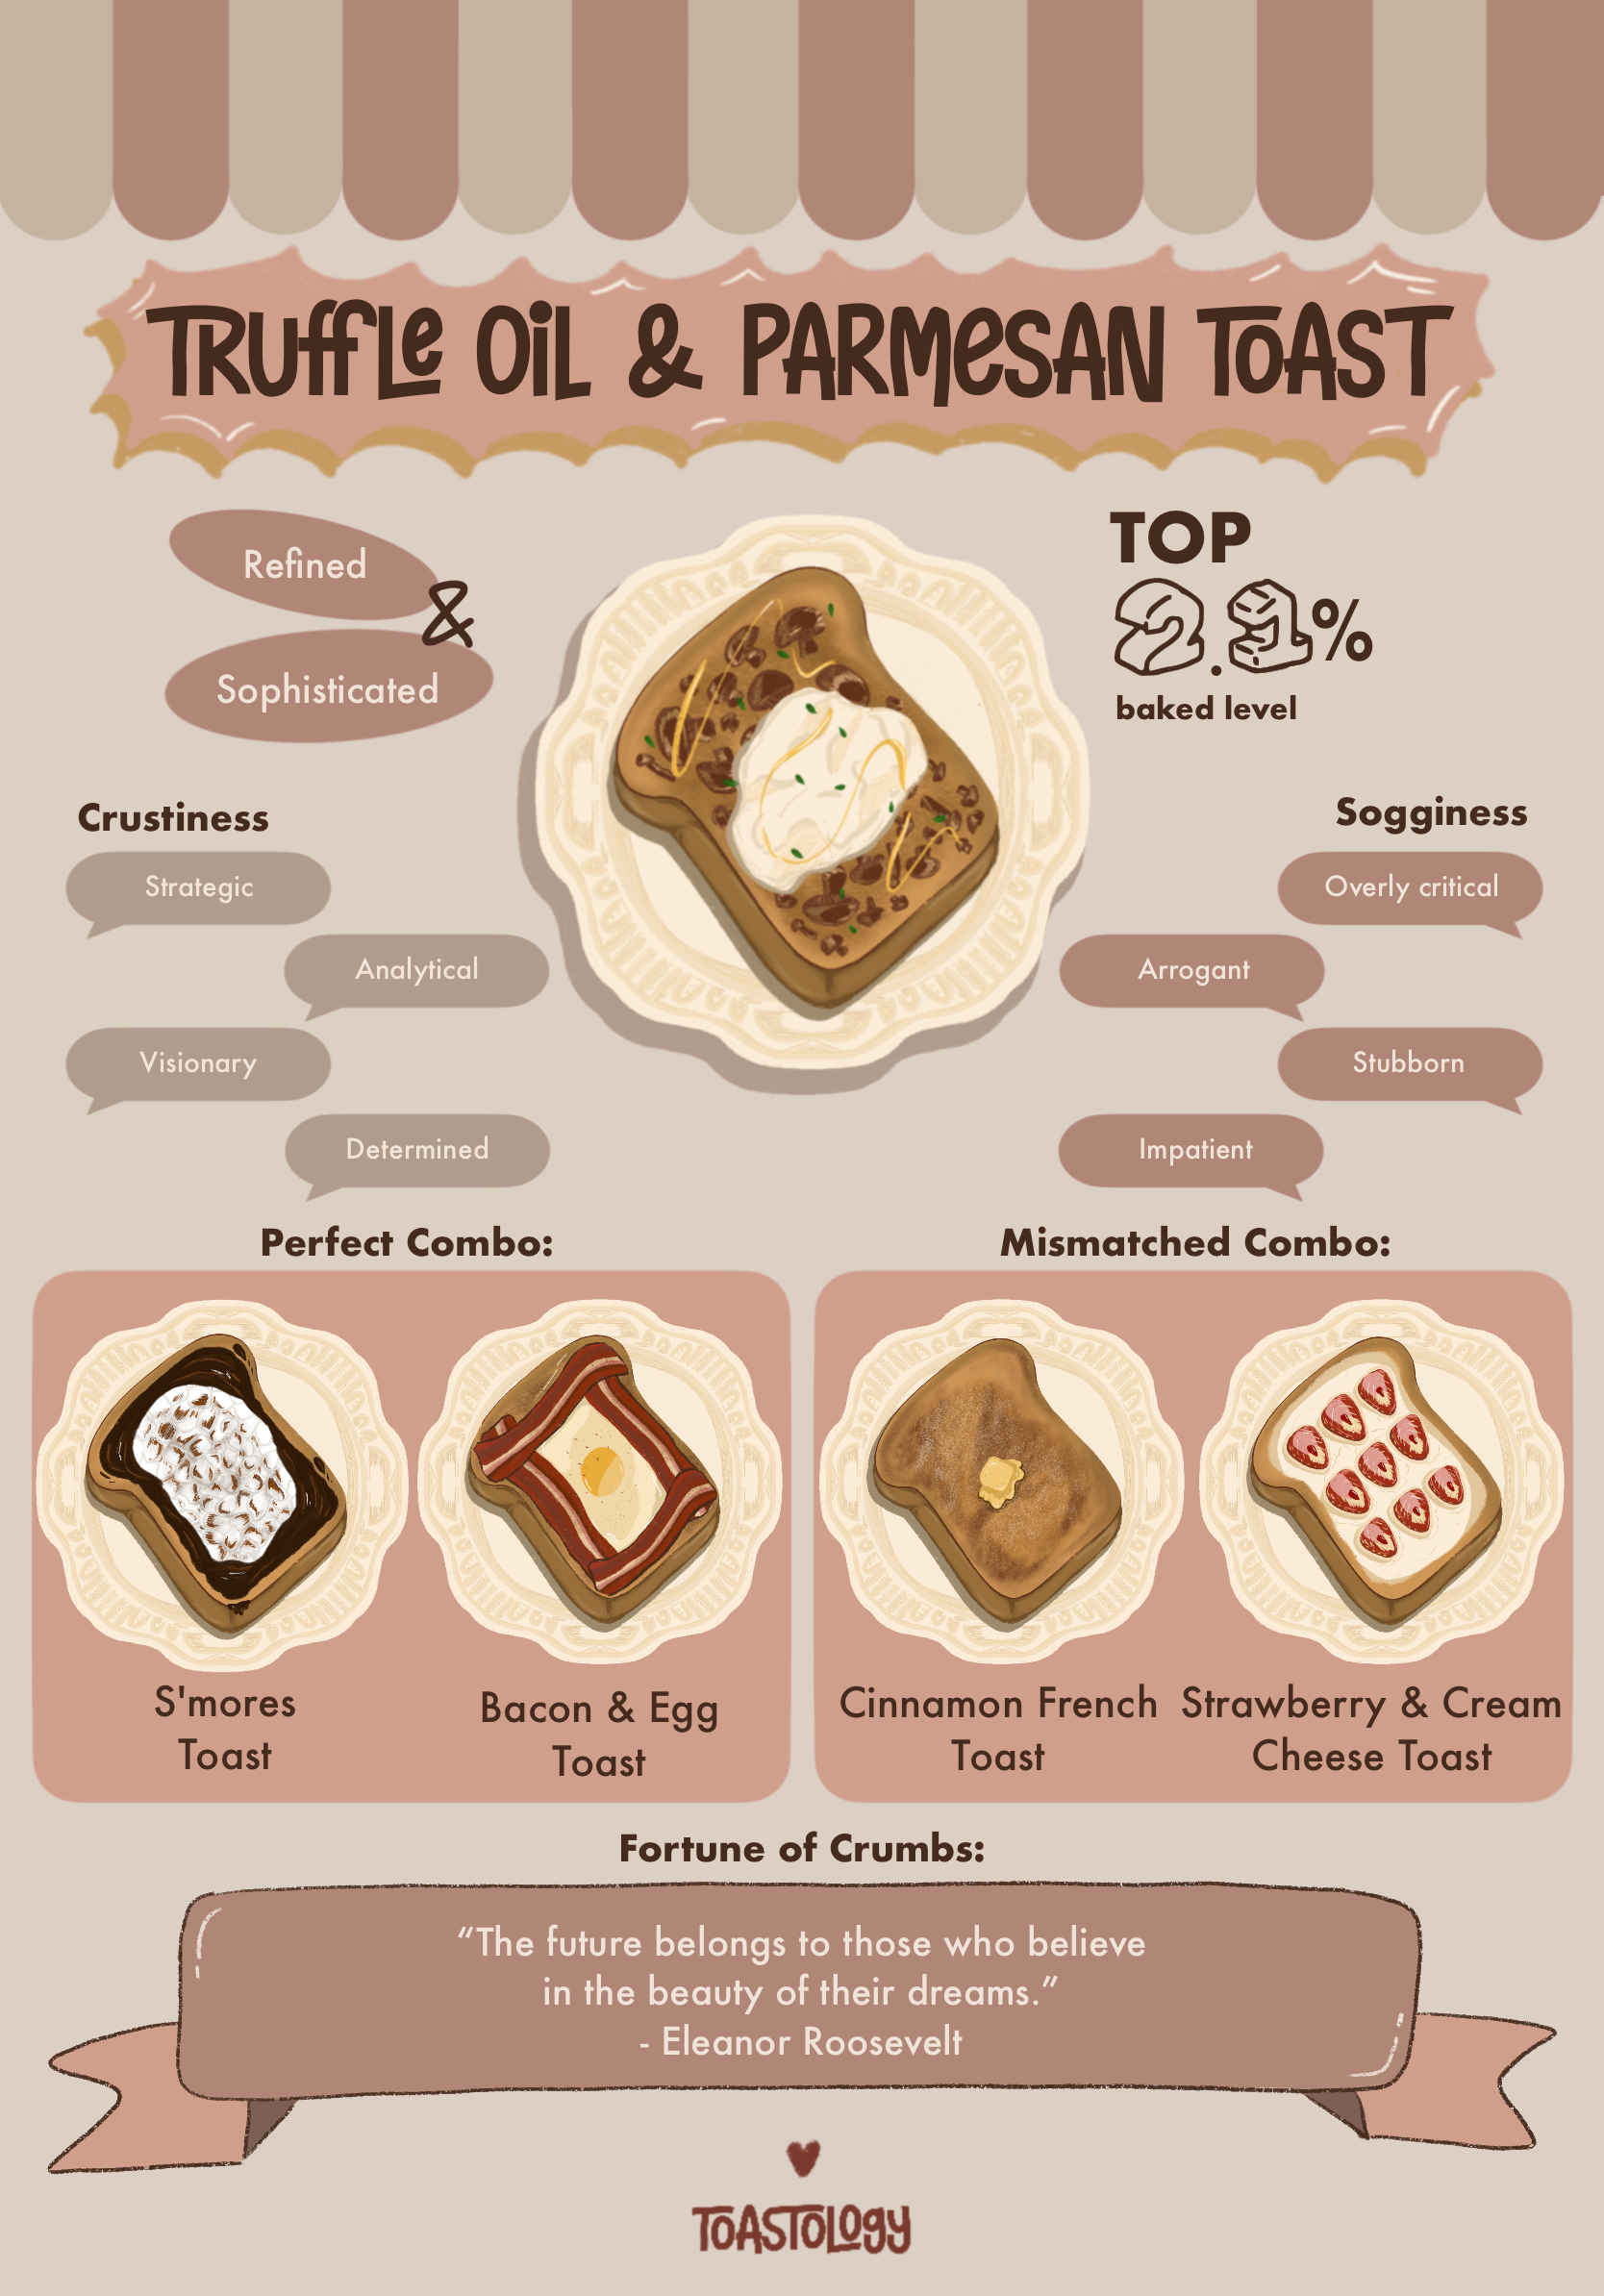 TRUffLe OiL & PARMeSAN ToAST
Refined
&
Sophisticated
TOP
2.1%
baked level
Crustiness
Strategic
Analytical
Visionary
Determined
Sogginess
Overly critical
Arrogant
Stubborn
Impatient
Perfect Combo:
S'mores
Toast
Bacon & Egg
Toast
Mismatched Combo:
Cinnamon French
Toast
Strawberry & Cream
Cheese Toast
Fortune of Crumbs:
“The future belongs to those who believe
in the beauty of their dreams.”
- Eleanor Roosevelt
ToASTOLOgy